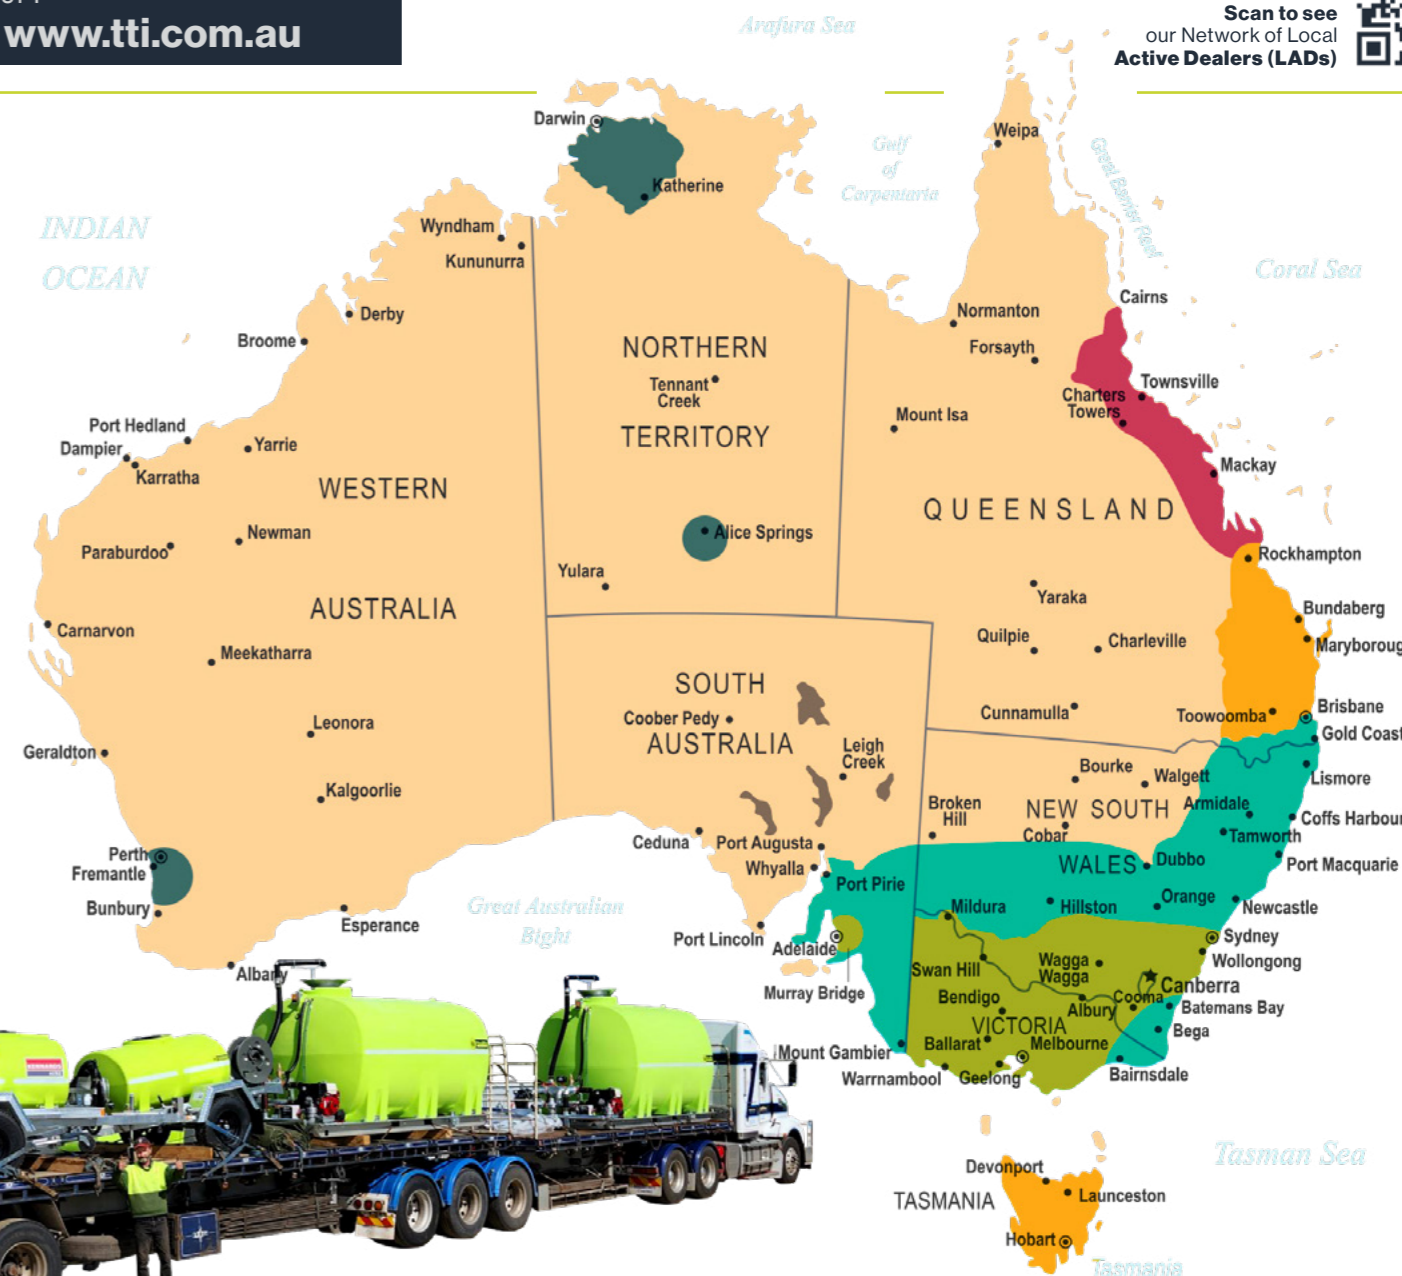 www.tti.com.au
Scan to see
our Network of Local
Active Dealers (LADs)
Arafura Sea
Darwin
Weipa
Gulf
of
Carpentaria
Great Barrier Reef
Katherine
INDIAN
OCEAN
Wyndham
Kununurra
Coral Sea
Cairns
Derby
Normanton
Broome
Forsayth
NORTHERN
Tennant
Creek
TERRITORY
Townsville
Charters
Towers
Mount Isa
Port Hedland
Dampier
Karratha
Yarrie
Mackay
WESTERN
QUEENSLAND
Newman
Paraburdoo
Alice Springs
Rockhampton
Yulara
Yaraka
AUSTRALIA
Bundaberg
Carnarvon
Quilpie
Charleville
Maryboroug
Meekatharra
SOUTH
Coober Pedy
AUSTRALIA
Cunnamulla
Toowoomba
Brisbane
Gold Coast
Leonora
Geraldton
Leigh
Creek
Bourke
Walgett
Lismore
Kalgoorlie
Broken
Hill
NEW SOUTH
Armidale
Coffs Harbour
Cobar
Tamworth
Ceduna
Port Augusta
Perth
Fremantle
Whyalla
WALES
Dubbo
Port Macquarie
Port Pirie
Bunbury
Mildura
Hillston
Orange
Newcastle
Great Australian
Bight
Esperance
Port Lincoln
Adelaide
Sydney
Wollongong
Albany
Swan Hill
Wagga
Wagga
Canberra
Murray Bridge
Bendigo
Albury
Cooma
Batemans Bay
VICTORIA
Bega
Mount Gambier
Ballarat
Melbourne
Warrnambool
Geelong
Bairnsdale
KENNARDS
Tasman Sea
Devonport
TASMANIA
Launceston
Hobart
Tasmania